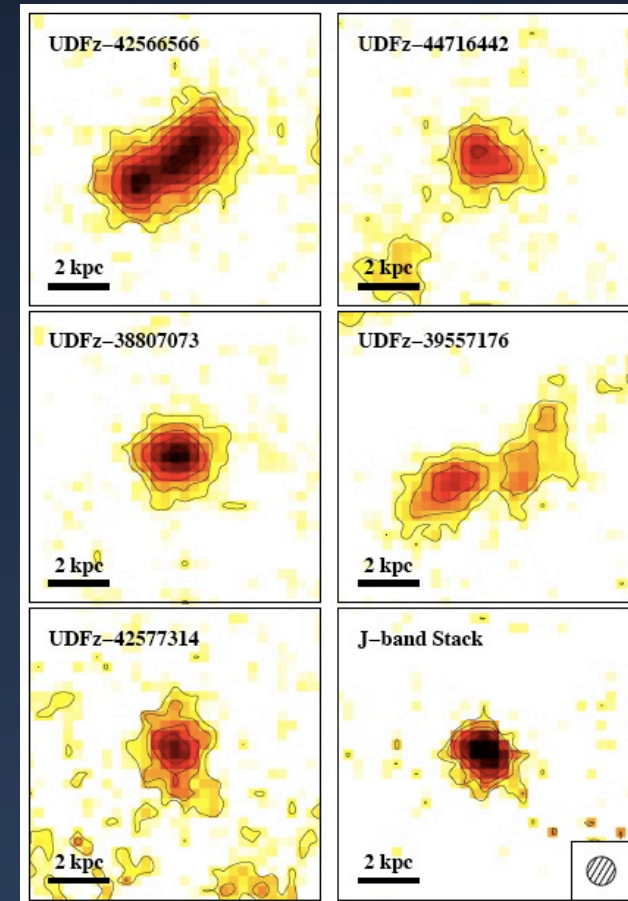 UDFz–42566566
2 kpc
UDFz–44716442
2 kpc
UDFz–38807073
2 kpc
UDFz–39557176
2 kpc
UDFz–42577314
2 kpc
J–band Stack
2 kpc